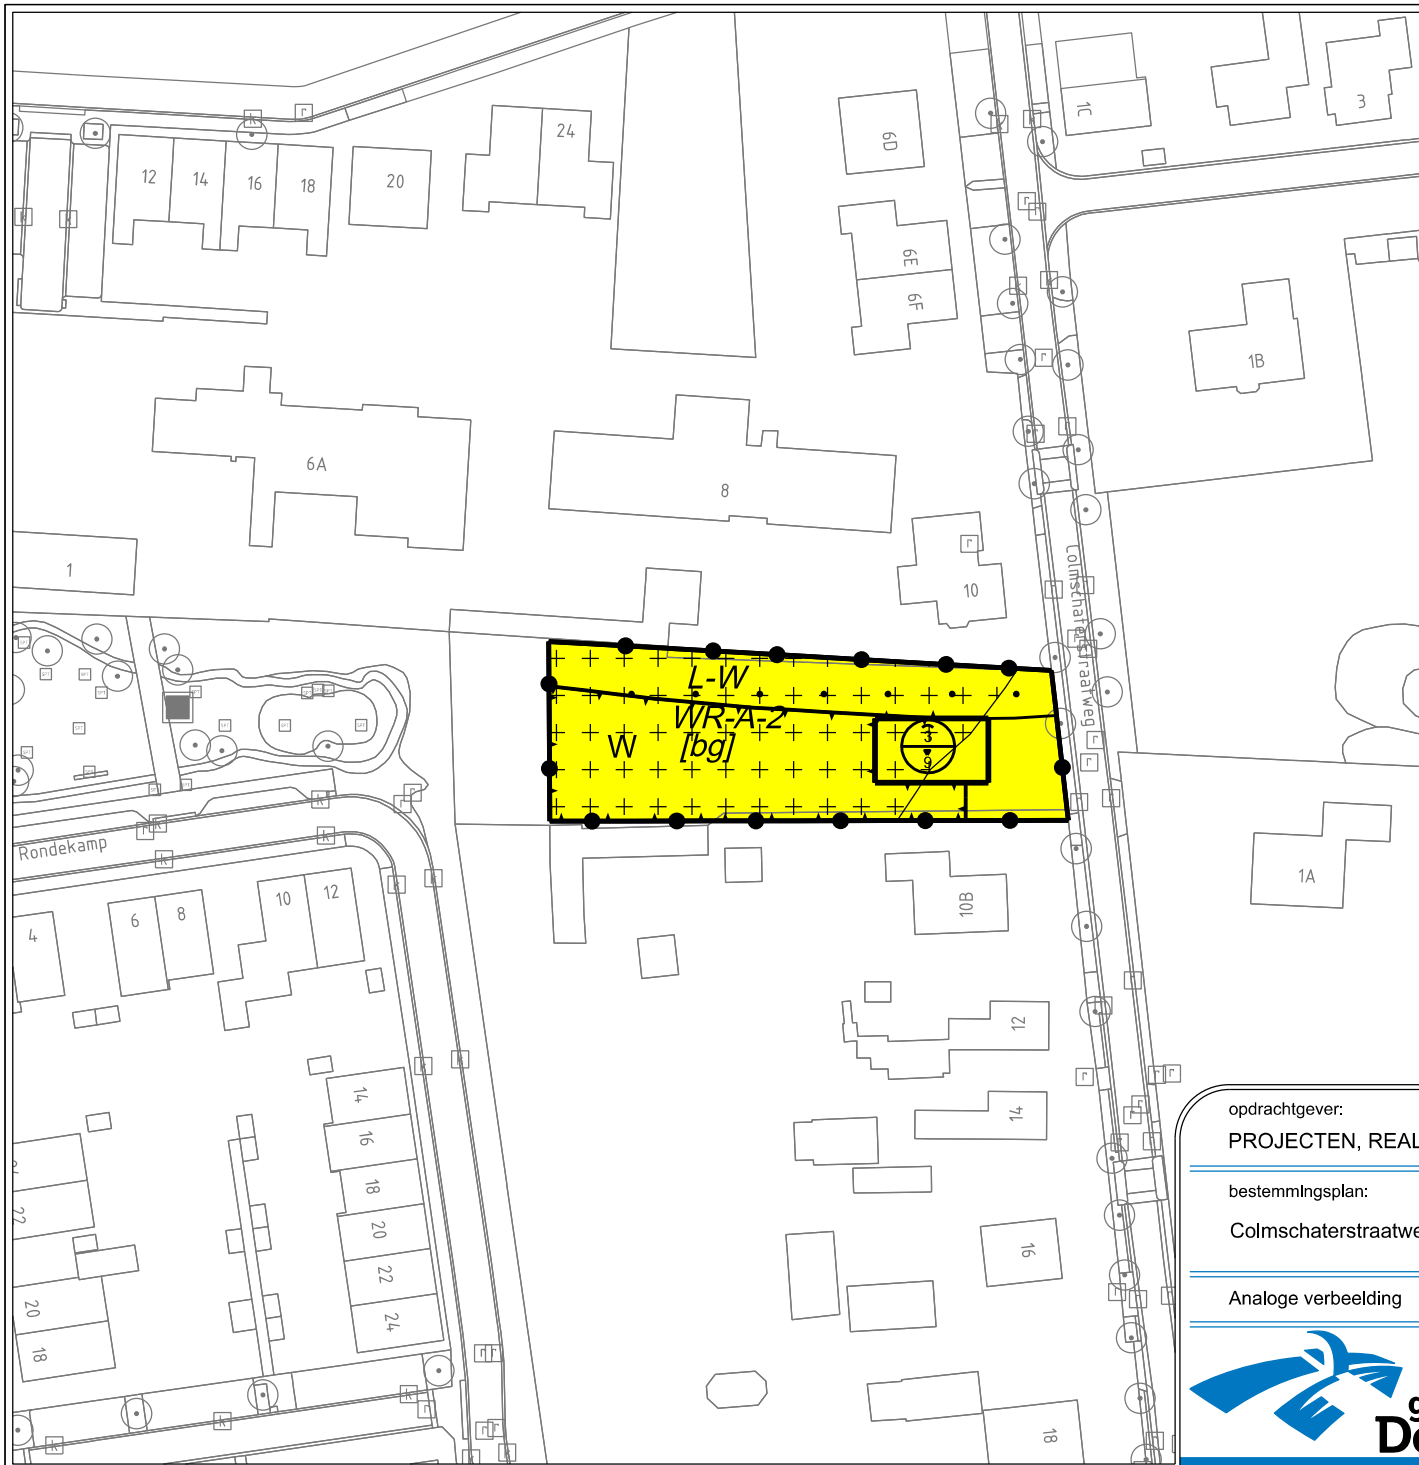 24
12
14
16
18
20
6D
1C
3
6E
6F
1B
6A
8
1
10
Colmschaterstraatweg
L-W
WR-A-2
W
[bg]
3
9
Rondekamp
4
6
8
10
12
10B
1A
12
14
14
16
18
20
22
24
22
20
18
16
18
opdrachtgever:
PROJECTEN, REAL
bestemmingsplan:
Colmschaterstraatwe
Analoge verbeelding
De